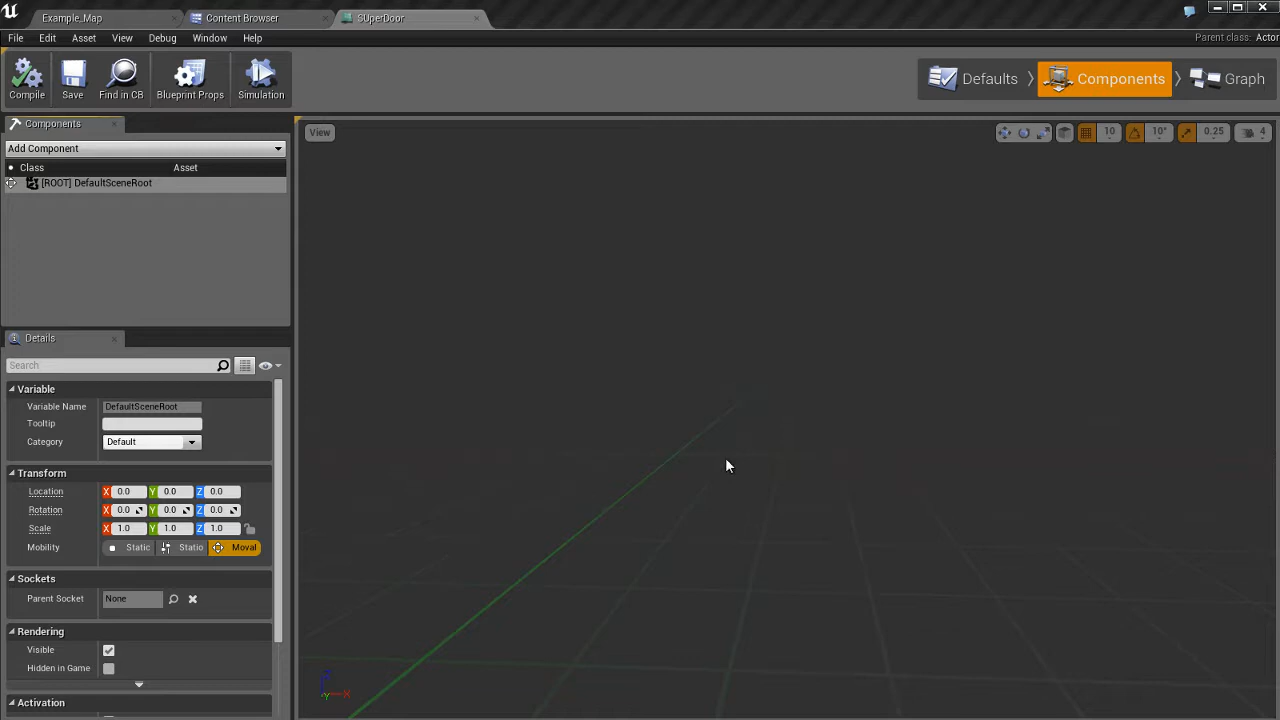 Example_Map
Content Browser
SUperDoor
File Edit Asset View Debug Window Help
Parent class: Actor
Compile
Save
Find in CB
Blueprint Props
Simulation
Defaults
Components
Graph
Components
Add Component
Class Asset
[ROOT] DefaultSceneRoot
View
10
10°
0.25
4
Details
Search
Variable
Variable Name DefaultSceneRoot
Tooltip
Category Default
Transform
Location X 0.0 Y 0.0 Z 0.0
Rotation X 0.0 Y 0.0 Z 0.0
Scale X 1.0 Y 1.0 Z 1.0
Mobility Static Statio Moval
Sockets
Parent Socket None
Rendering
Visible
Hidden in Game
Activation
Z
X
Y